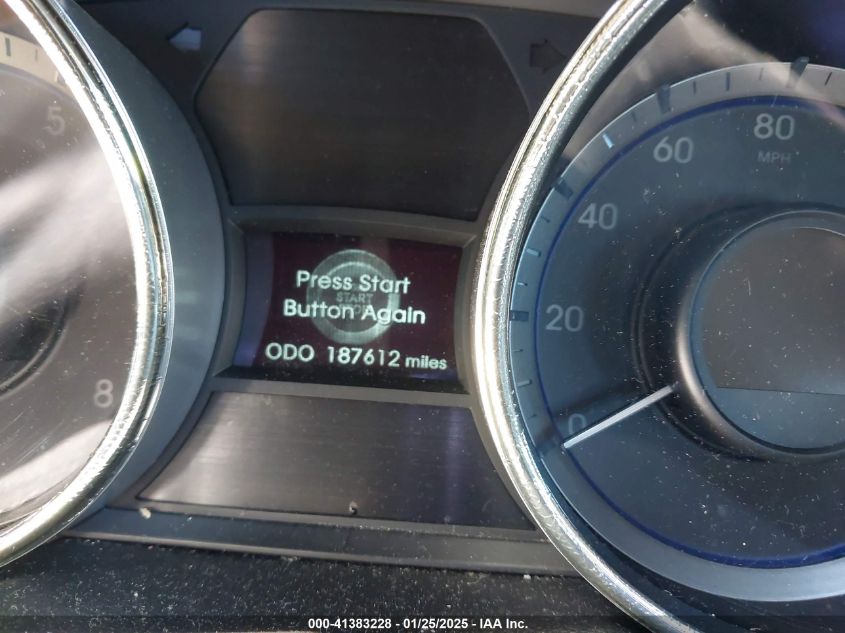 5
8
Press Start
Button Again
START
ODO 187612 miles
0
20
40
60
80
MPH
000-41383228 - 01/25/2025 - IAA Inc.